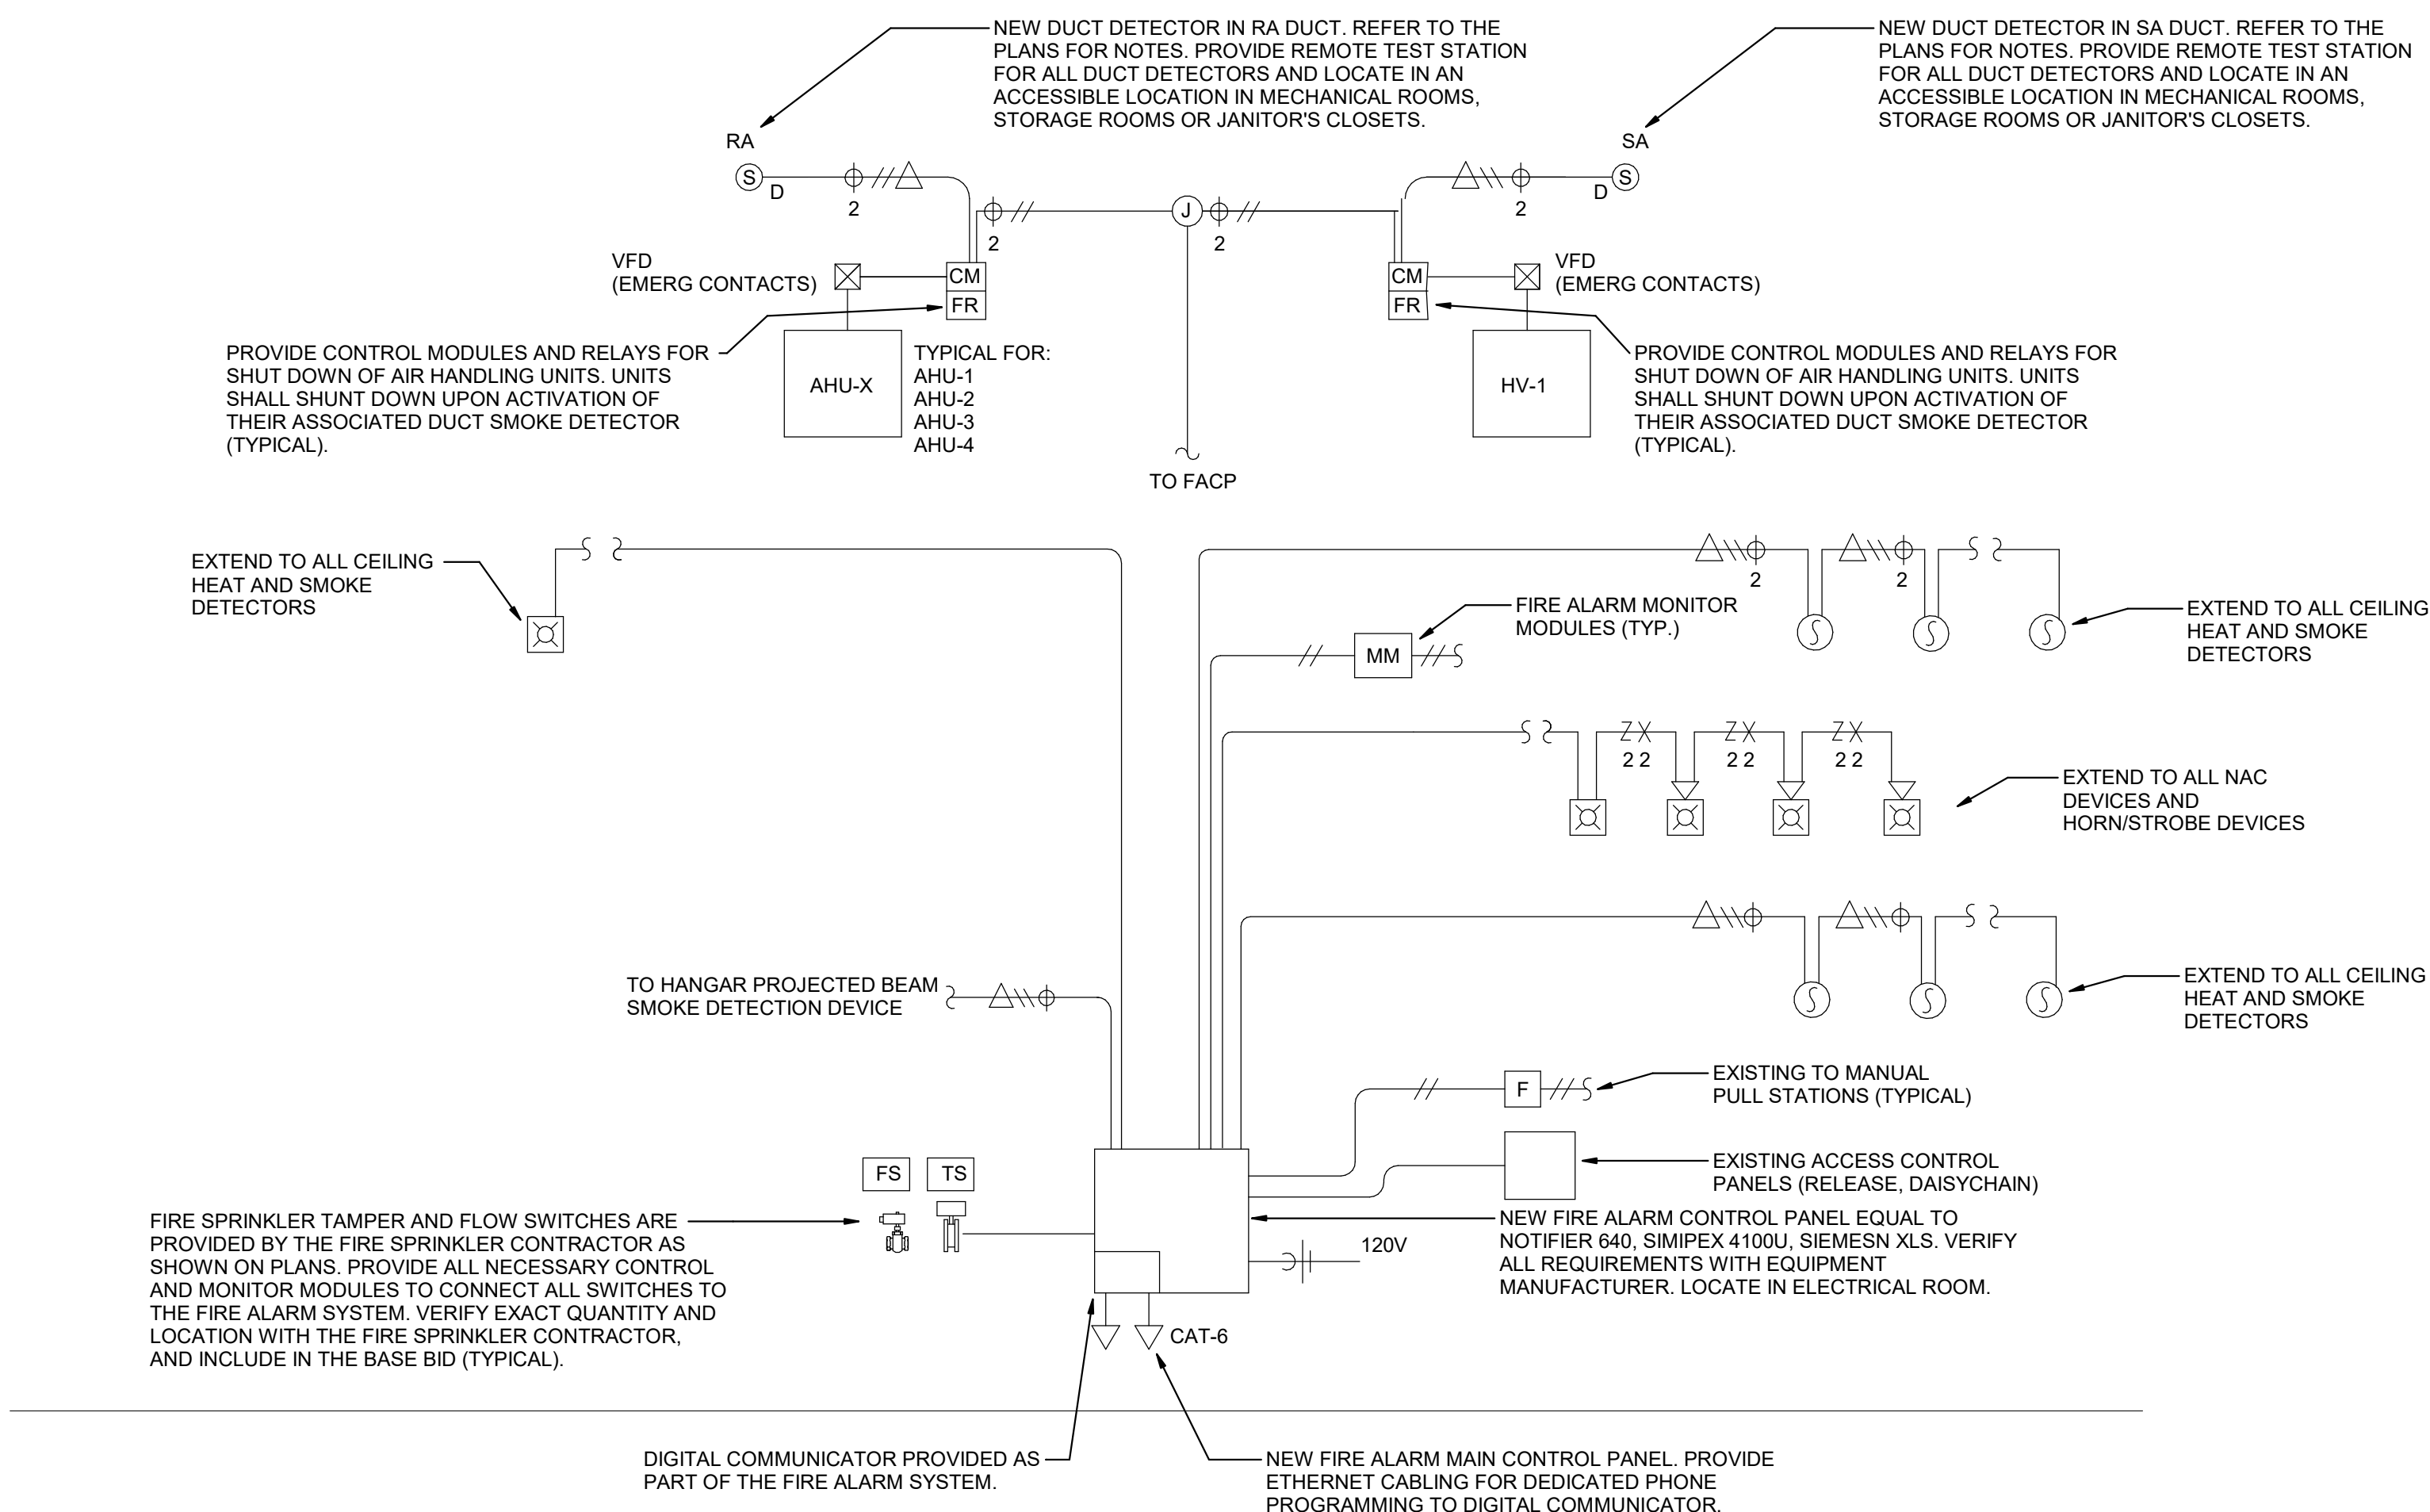 NEW DUCT DETECTOR IN RA DUCT. REFER TO THE
PLANS FOR NOTES. PROVIDE REMOTE TEST STATION
FOR ALL DUCT DETECTORS AND LOCATE IN AN
ACCESSIBLE LOCATION IN MECHANICAL ROOMS,
STORAGE ROOMS OR JANITOR'S CLOSETS.
NEW DUCT DETECTOR IN SA DUCT. REFER TO THE
PLANS FOR NOTES. PROVIDE REMOTE TEST STATION
FOR ALL DUCT DETECTORS AND LOCATE IN AN
ACCESSIBLE LOCATION IN MECHANICAL ROOMS,
STORAGE ROOMS OR JANITOR'S CLOSETS.
RA
S
D
2
2
J
2
SA
S
D
2
VFD
(EMERG CONTACTS)
CM
FR
CM
FR
VFD
(EMERG CONTACTS)
PROVIDE CONTROL MODULES AND RELAYS FOR
SHUT DOWN OF AIR HANDLING UNITS. UNITS
SHALL SHUNT DOWN UPON ACTIVATION OF
THEIR ASSOCIATED DUCT SMOKE DETECTOR
(TYPICAL).
AHU-X
TYPICAL FOR:
AHU-1
AHU-2
AHU-3
AHU-4
HV-1
PROVIDE CONTROL MODULES AND RELAYS FOR
SHUT DOWN OF AIR HANDLING UNITS. UNITS
SHALL SHUNT DOWN UPON ACTIVATION OF
THEIR ASSOCIATED DUCT SMOKE DETECTOR
(TYPICAL).
TO FACP
EXTEND TO ALL CEILING
HEAT AND SMOKE
DETECTORS
2
2
FIRE ALARM MONITOR
MODULES (TYP.)
MM
EXTEND TO ALL CEILING
HEAT AND SMOKE
DETECTORS
Z X
2 2
Z X
2 2
Z X
2 2
EXTEND TO ALL NAC
DEVICES AND
HORN/STROBE DEVICES
TO HANGAR PROJECTED BEAM
SMOKE DETECTION DEVICE
EXTEND TO ALL CEILING
HEAT AND SMOKE
DETECTORS
F
EXISTING TO MANUAL
PULL STATIONS (TYPICAL)
EXISTING ACCESS CONTROL
PANELS (RELEASE, DAISYCHAIN)
FS
TS
FIRE SPRINKLER TAMPER AND FLOW SWITCHES ARE
PROVIDED BY THE FIRE SPRINKLER CONTRACTOR AS
SHOWN ON PLANS. PROVIDE ALL NECESSARY CONTROL
AND MONITOR MODULES TO CONNECT ALL SWITCHES TO
THE FIRE ALARM SYSTEM. VERIFY EXACT QUANTITY AND
LOCATION WITH THE FIRE SPRINKLER CONTRACTOR,
AND INCLUDE IN THE BASE BID (TYPICAL).
120V
NEW FIRE ALARM CONTROL PANEL EQUAL TO
NOTIFIER 640, SIMIPEX 4100U, SIEMESN XLS. VERIFY
ALL REQUIREMENTS WITH EQUIPMENT
MANUFACTURER. LOCATE IN ELECTRICAL ROOM.
CAT-6
DIGITAL COMMUNICATOR PROVIDED AS
PART OF THE FIRE ALARM SYSTEM.
NEW FIRE ALARM MAIN CONTROL PANEL. PROVIDE
ETHERNET CABLING FOR DEDICATED PHONE
PROGRAMMING TO DIGITAL COMMUNICATOR.